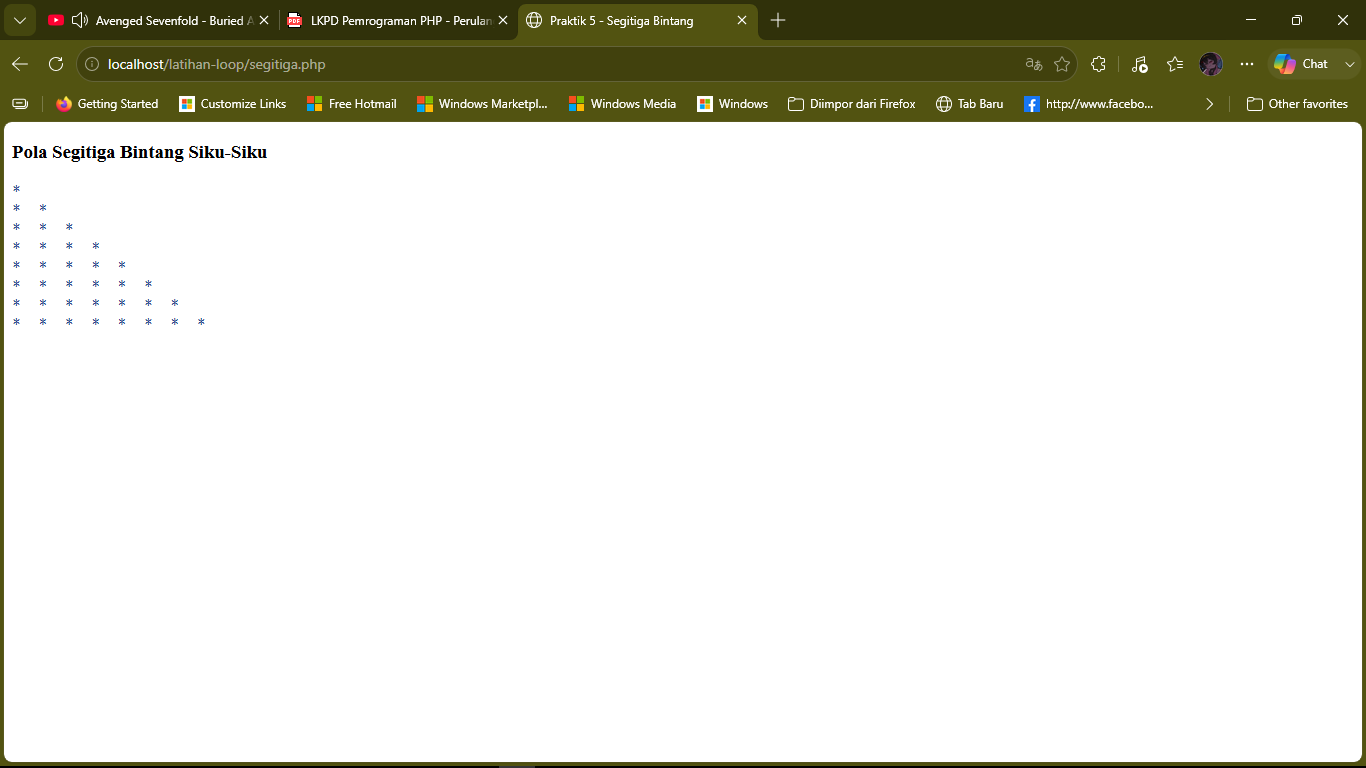 Avenged Sevenfold - Buried A
LKPD Pemrograman PHP - Perulan
Praktik 5 - Segitiga Bintang
localhost/latihan-loop/segitiga.php
Chat
Getting Started
Customize Links
Free Hotmail
Windows Marketpl...
Windows Media
Windows
Diimpor dari Firefox
Tab Baru
http://www.facebo...
Other favorites
Pola Segitiga Bintang Siku-Siku
*
* *
* * *
* * * *
* * * * *
* * * * * *
* * * * * * *
* * * * * * * *